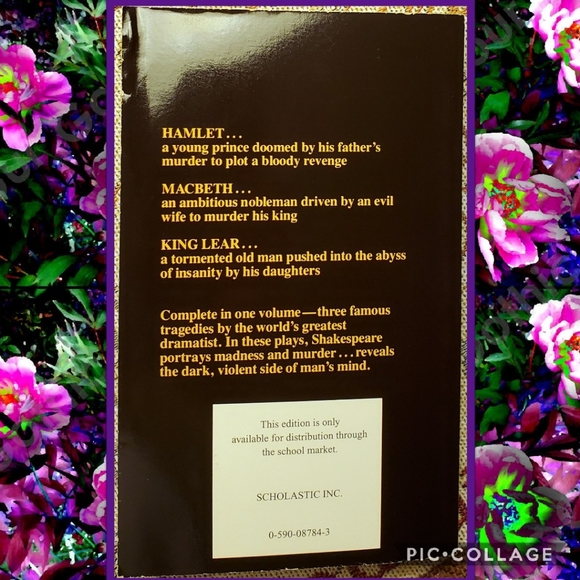 HAMLET...
a young prince doomed by his father's
murder to plot a bloody revenge
MACBETH...
an ambitious nobleman driven by an evil
wife to murder his king
KING LEAR...
a tormented old man pushed into the abyss
of insanity by his daughters
Complete in one volume—three famous
tragedies by the world's greatest
dramatist. In these plays, Shakespeare
portrays madness and murder...reveals
the dark, violent side of man's mind.
This edition is only
available for distribution through
the school market.
SCHOLASTIC INC.
0-590-08784-3
PIC•COLLAGE